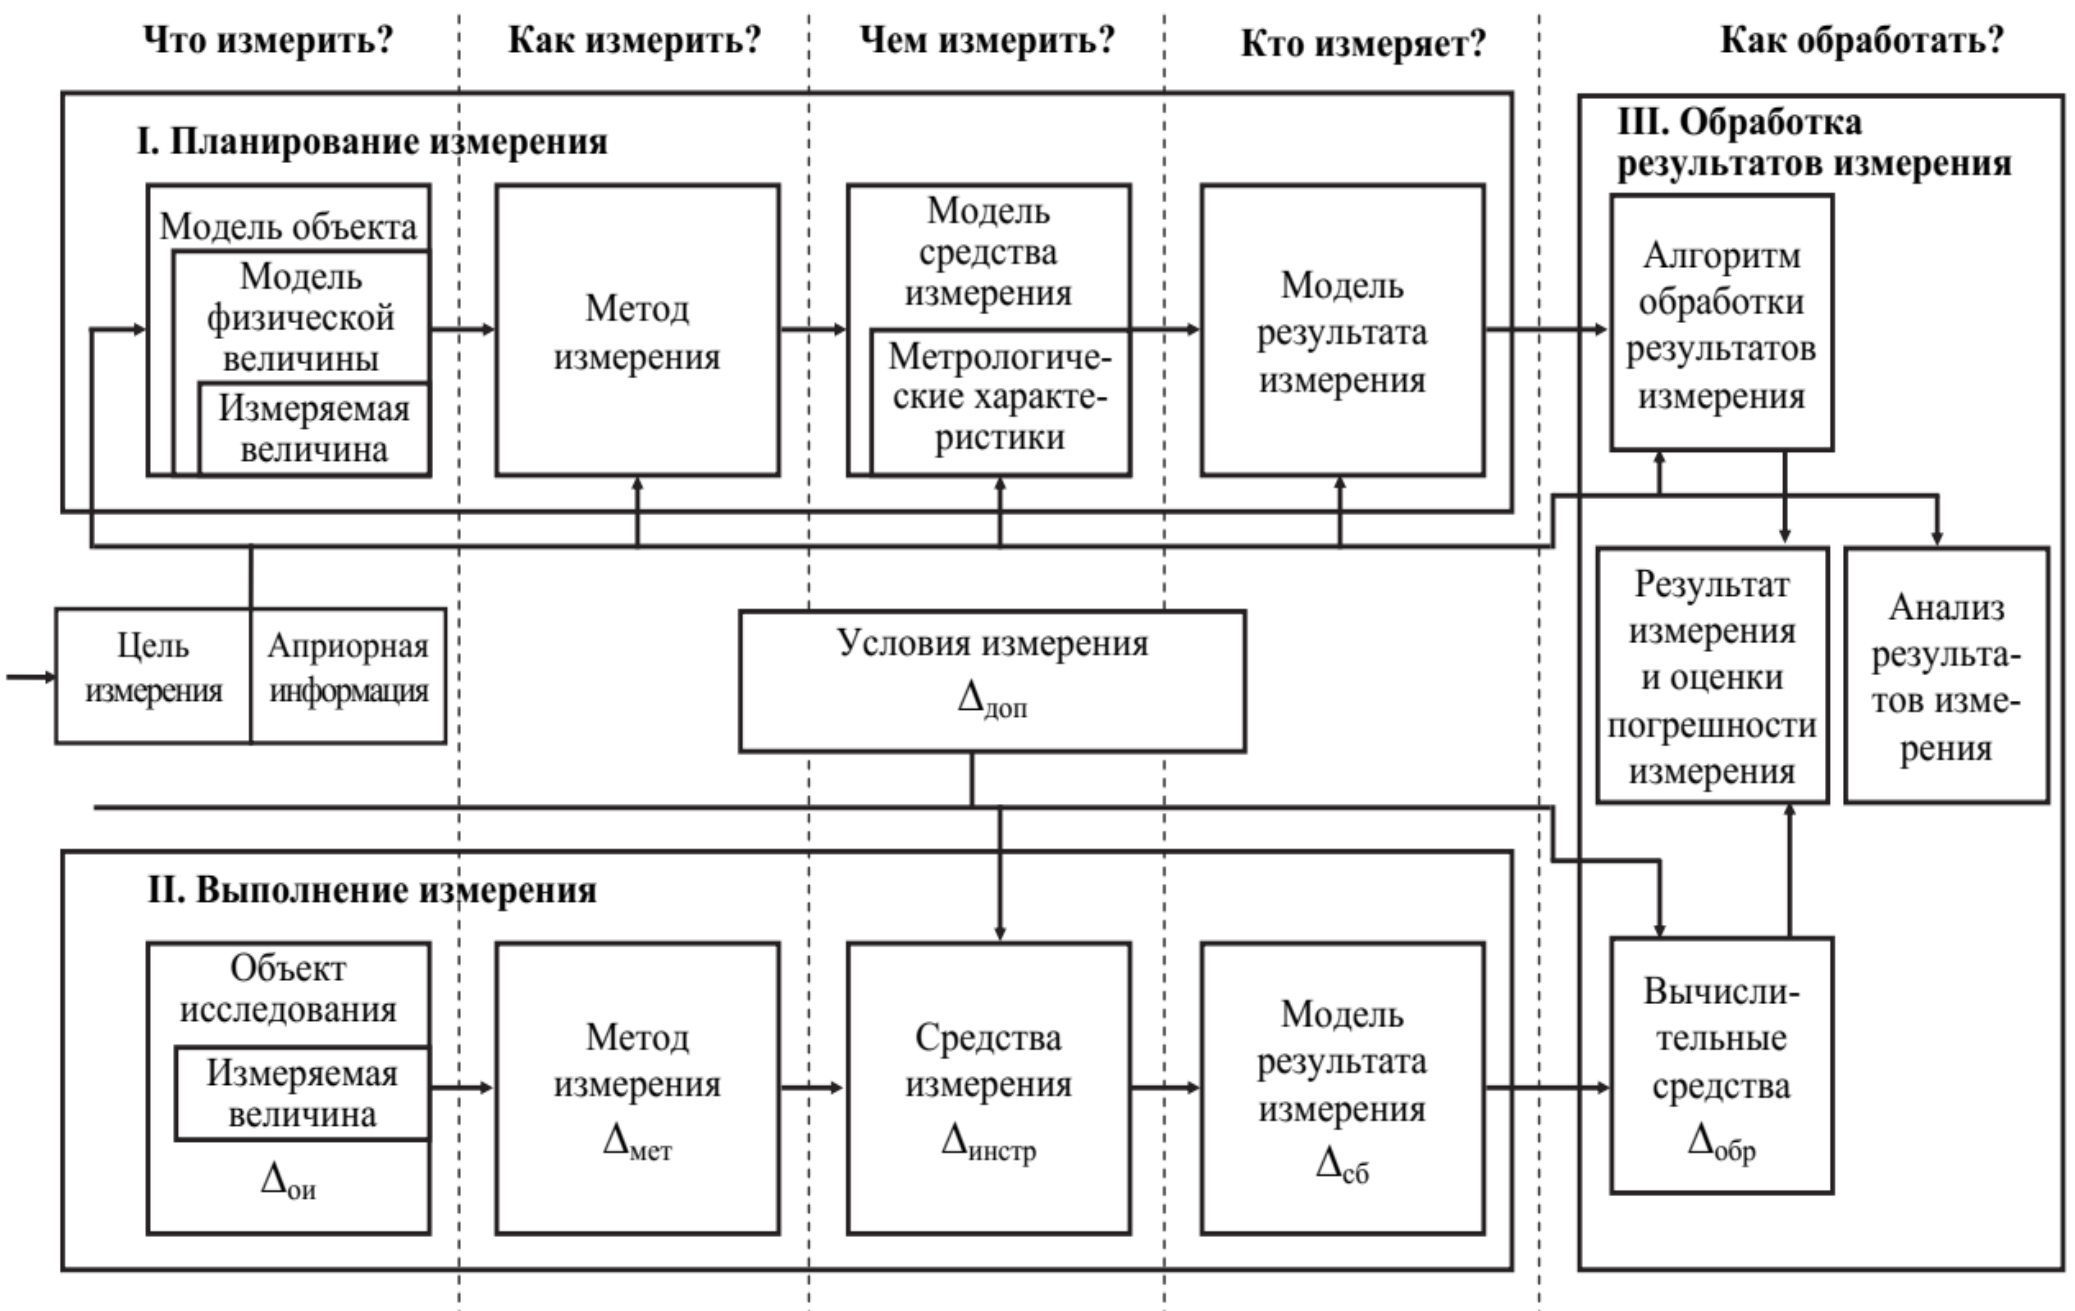 Что измерить?
Как измерить?
Чем измерить?
Кто измеряет?
Как обработать?
I. Планирование измерения
Модель объекта
Модель
физической
величины
Измеряемая
величина
Метод
измерения
Модель
средства
измерения
Метрологиче-
ские характе-
ристики
Модель
результата
измерения
III. Обработка
результатов измерения
Алгоритм
обработки
результатов
измерения
Цель
измерения
Априорная
информация
Условия измерения
Δдоп
Результат
измерения
и оценки
погрешности
измерения
Анализ
результа-
тов изме-
рения
II. Выполнение измерения
Объект
исследования
Измеряемая
величина
Δои
Метод
измерения
Δмет
Средства
измерения
Δинстр
Модель
результата
измерения
Δсб
Вычисли-
тельные
средства
Δобр